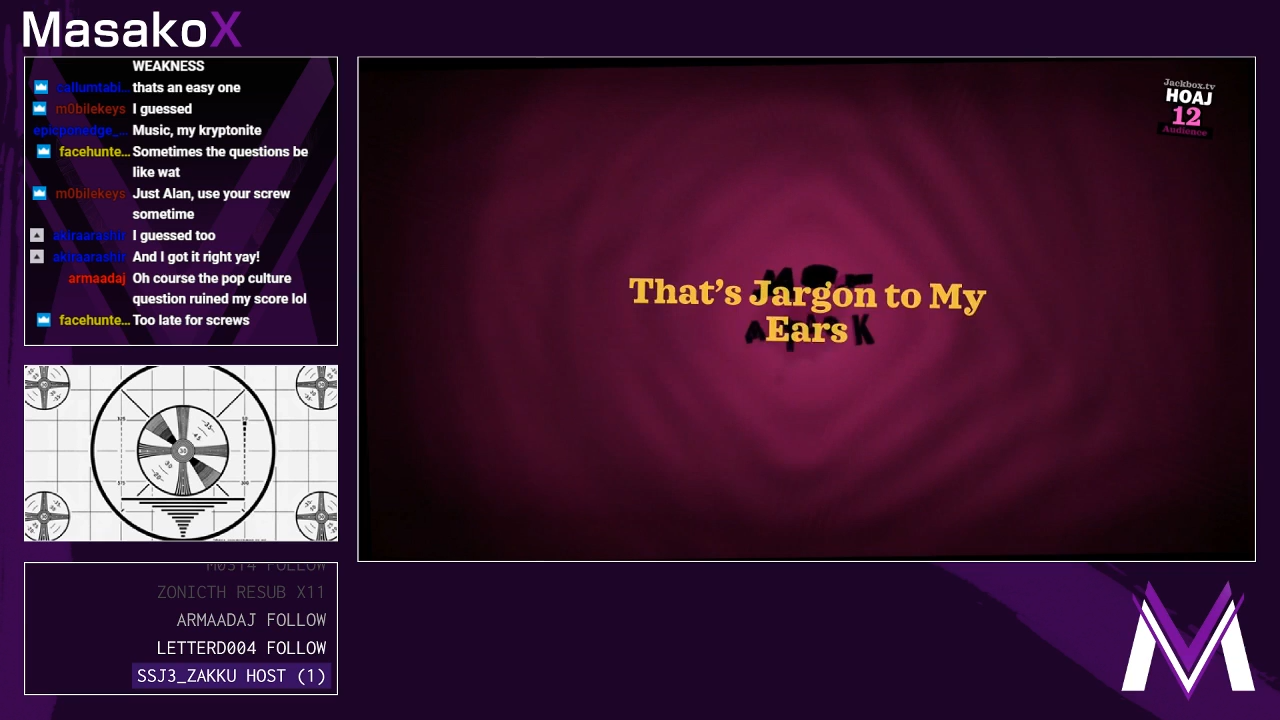 MasakoX
WEAKNESS
callumtabi... thats an easy one
m0bilekeys I guessed
epicponedge_... Music, my kryptonite
facehunte... Sometimes the questions be
like wat
m0bilekeys Just Alan, use your screw
sometime
akiraarashii I guessed too
akiraarashii And I got it right yay!
armaadaj Oh course the pop culture
question ruined my score lol
facehunte... Too late for screws
Jackbox.tv
HOAJ
12
Audience
That's Jargon to My
Ears
ZONICTH RESUB X11
ARMAADAJ FOLLOW
LETTERD004 FOLLOW
SSJ3_ZAKKU HOST (1)
M